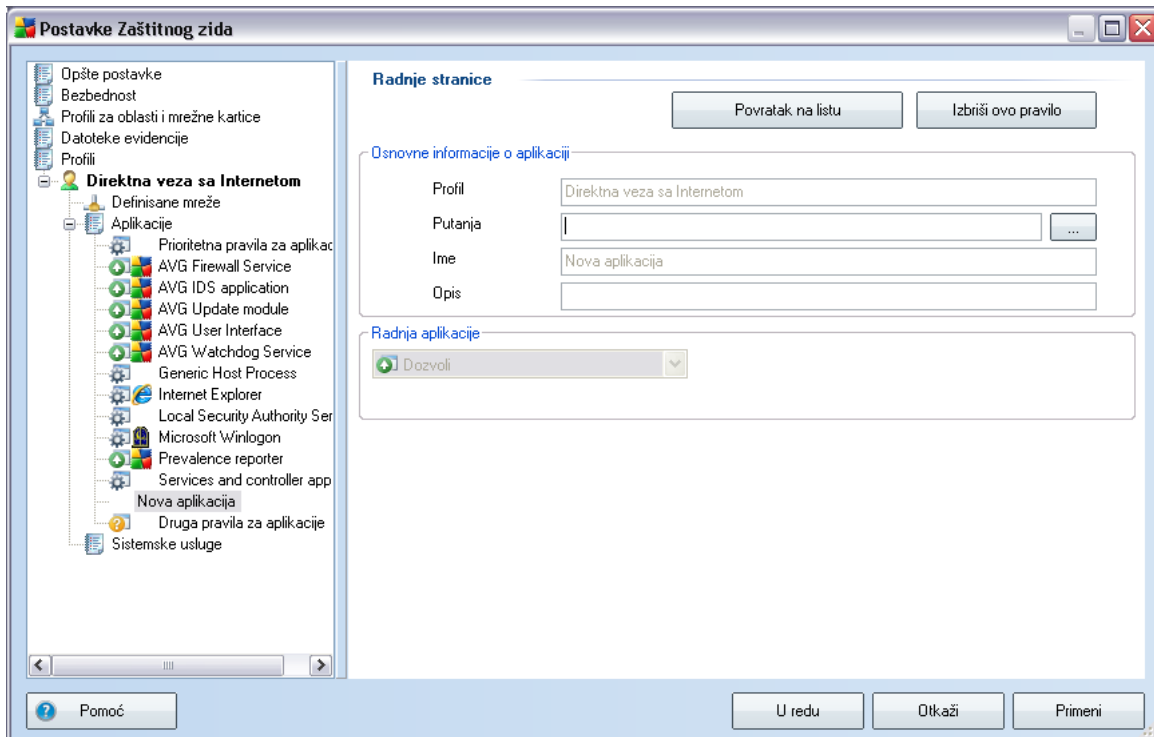 Postavke Zaštitnog zida
Opšte postavke
Bezbednost
Profili za oblasti i mrežne kartice
Datoteke evidencije
Profili
Direktna veza sa Internetom
Definisane mreže
Aplikacije
Prioritetna pravila za aplikac
AVG Firewall Service
AVG IDS application
AVG Update module
AVG User Interface
AVG Watchdog Service
Generic Host Process
Internet Explorer
Local Security Authority Ser
Microsoft Winlogon
Prevalence reporter
Services and controller app
Nova aplikacija
Druga pravila za aplikacije
Sistemske usluge
Radnje stranice
Povratak na listu
Izbriši ovo pravilo
Osnovne informacije o aplikaciji
Profil
Direktna veza sa Internetom
Putanja
...
Ime
Nova aplikacija
Opis
Radnja aplikacije
Dozvoli
Pomoć
U redu
Otkaži
Primeni